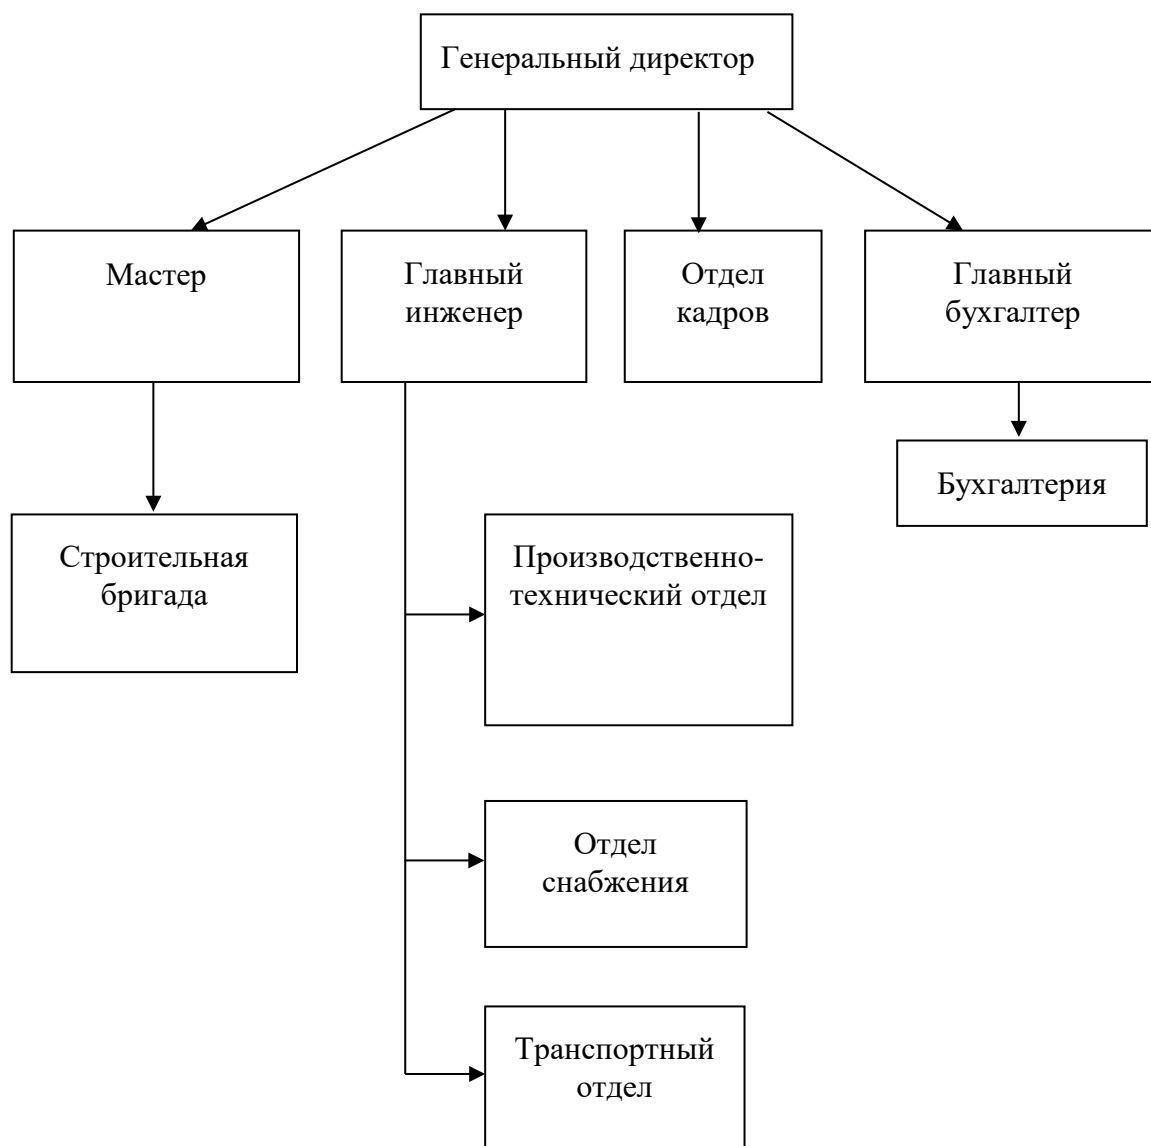 Генеральный директор
Мастер
Главный
инженер
Отдел
кадров
Главный
бухгалтер
Бухгалтерия
Строительная
бригада
Производственно-
технический отдел
Отдел
снабжения
Транспортный
отдел